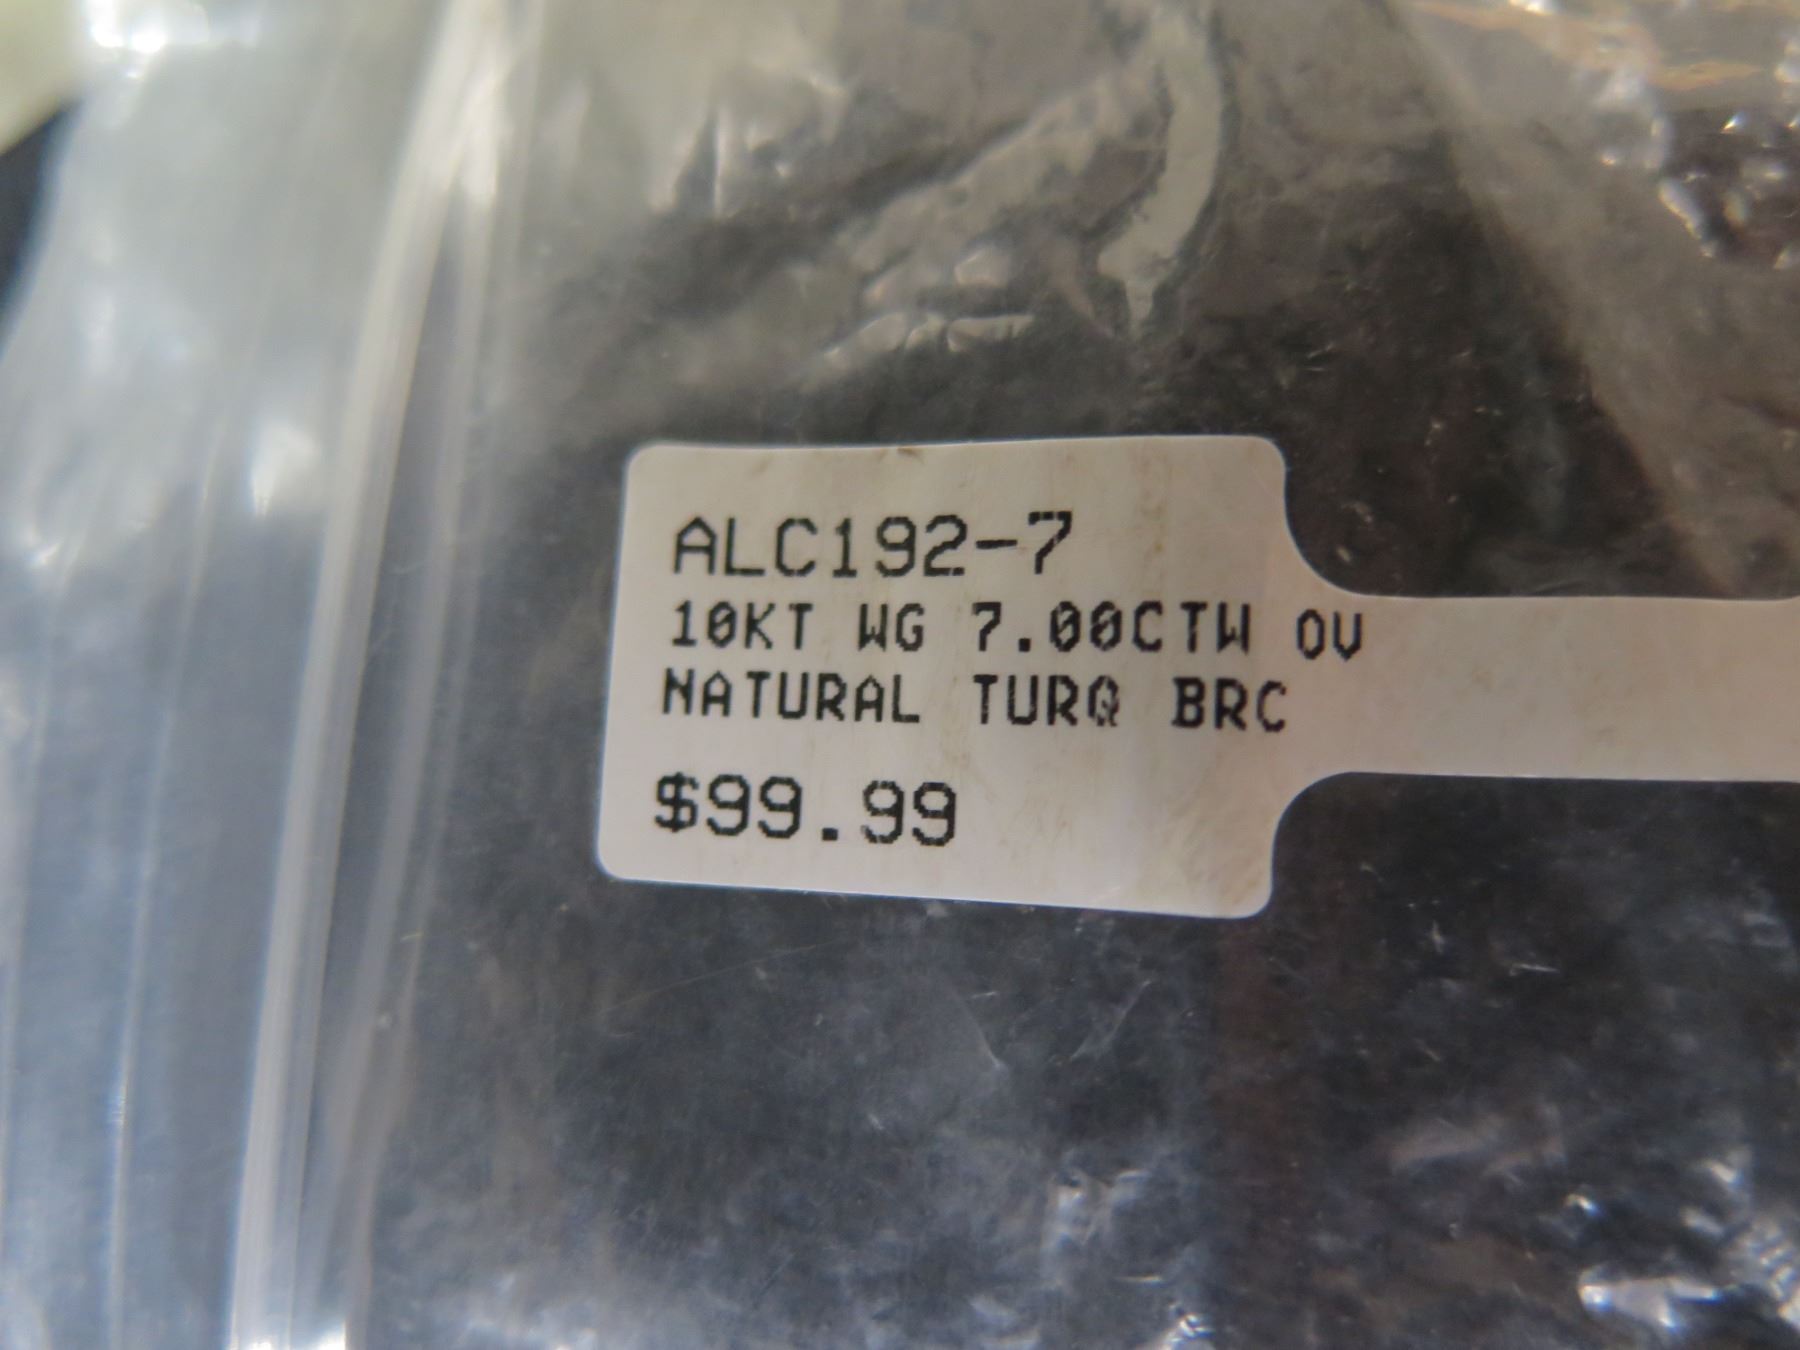 ALC192-7
10KT WG 7.00CTW OV
NATURAL TURQ BRC
$99.99